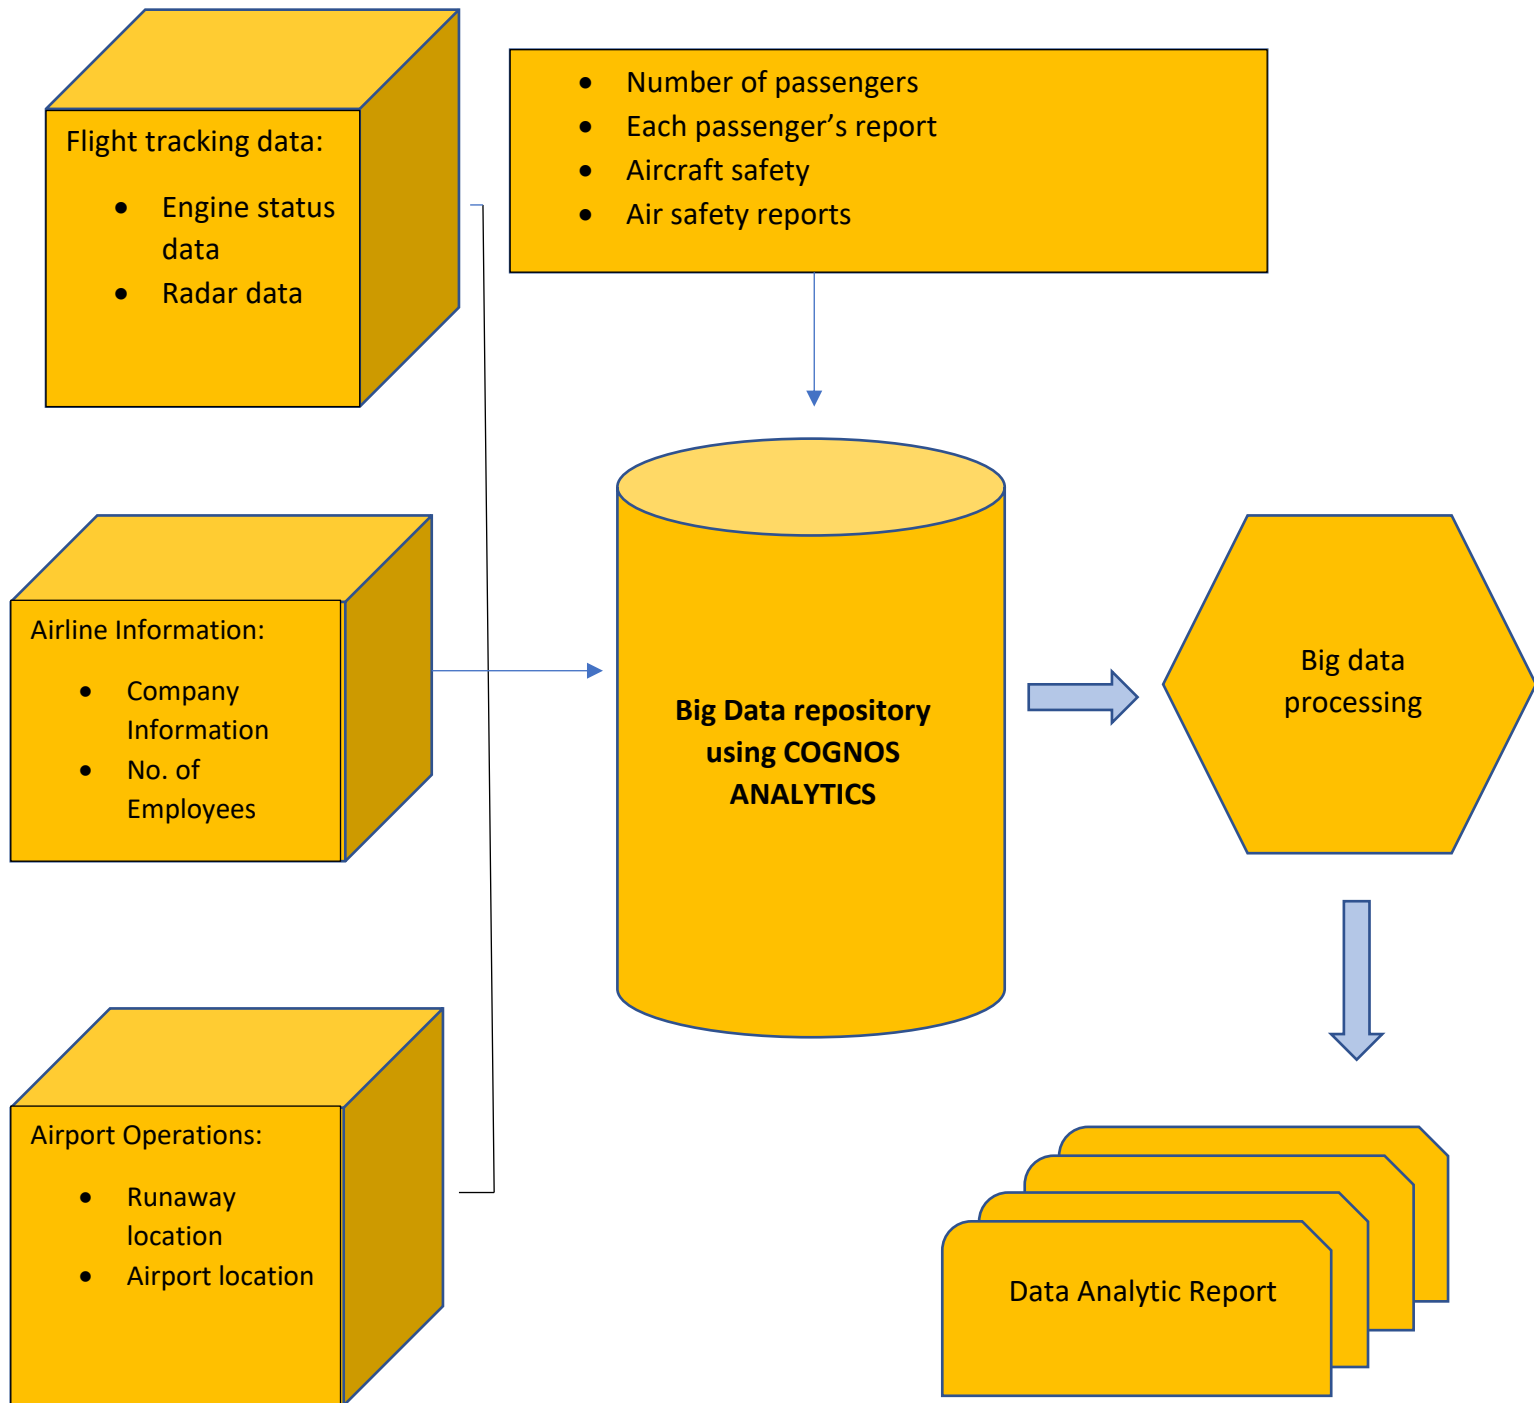 Flight tracking data:
• Engine status
data
• Radar data
• Number of passengers
• Each passenger’s report
• Aircraft safety
• Air safety reports
Airline Information:
• Company
Information
• No. of
Employees
Big Data repository
using COGNOS
ANALYTICS
Big data
processing
Airport Operations:
• Runaway
location
• Airport location
Data Analytic Report